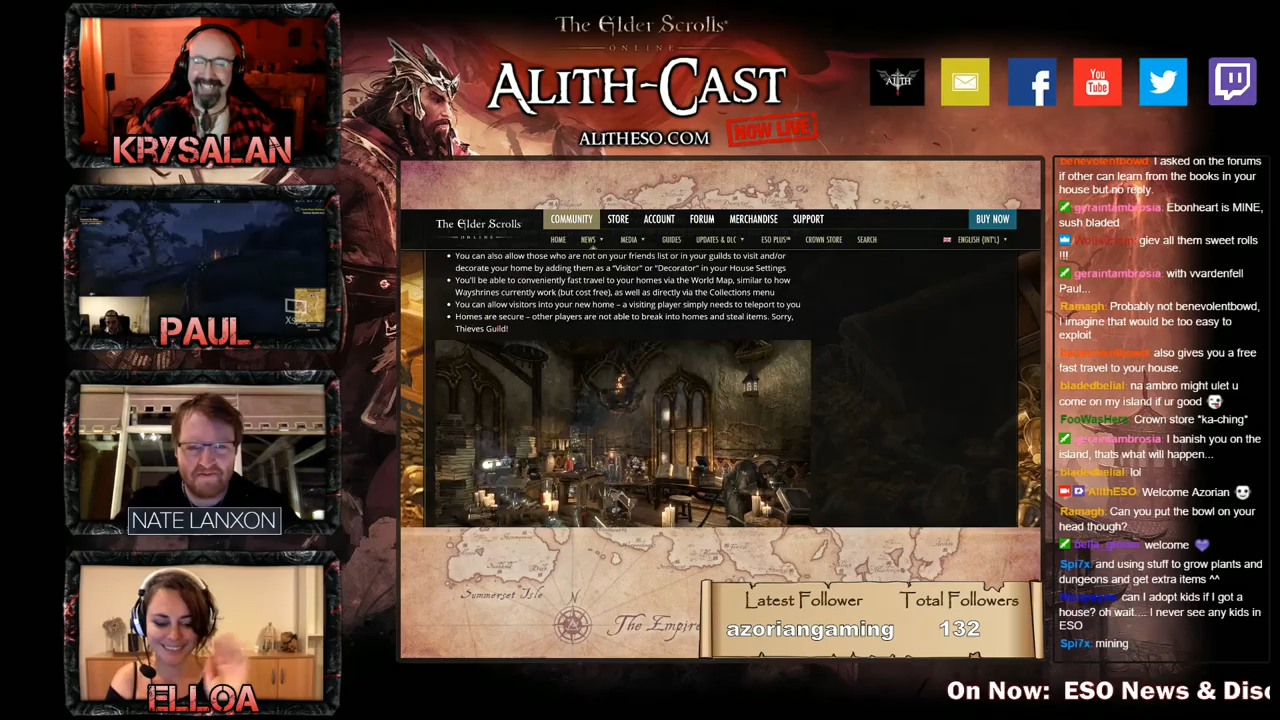 The Elder Scrolls
ONLINE
ALITH-CAST
ALITHESO.COM
NOW LIVE
ALITH
You
Tube
KRYSALAN
PAUL
NATE LANXON
ELLOA
The Elder Scrolls
ONLINE
COMMUNITY STORE ACCOUNT FORUM MERCHANDISE SUPPORT BUY NOW
HOME NEWS MEDIA GUIDES UPDATES & DLC ESO PLUS™ CROWN STORE SEARCH ENGLISH (INT'L)
You can also allow those who are not on your friends list or in your guilds to visit and/or
decorate your home by adding them as a "Visitor" or "Decorator" in your House Settings
You'll be able to conveniently fast travel to your homes via the World Map, similar to how
Wayshrines currently work (but cost free), as well as directly via the Collections menu
You can allow visitors into your new home – a visiting player simply needs to teleport to you
Homes are secure – other players are not able to break into homes and steal items. Sorry,
Thieves Guild!
Summerset Isle
N
The Empire
Latest Follower Total Followers
azoriangaming 132
benevolentbowd: I asked on the forums
if other can learn from the books in your
house but no reply.
geraintambrosia: Ebonheart is MINE,
sush bladed
giev all them sweet rolls
!!!
geraintambrosia: with vvardenfell
Paul...
Ramagh: Probably not benevolentbowd,
I imagine that would be too easy to
exploit
benevolentbowd: also gives you a free
fast travel to your house.
bladedbelial: na ambro might ulet u
come on my island if ur good
FooWasHere: Crown store *ka-ching*
geraintambrosia: I banish you on the
island, thats what will happen...
bladedbelial: lol
AlithESO: Welcome Azorian
Ramagh: Can you put the bowl on your
head though?
welcome
Spi7x: and using stuff to grow plants and
dungeons and get extra items ^^
can I adopt kids if I got a
house? oh wait.... I never see any kids in
ESO
Spi7x: mining
On Now: ESO News & Disc